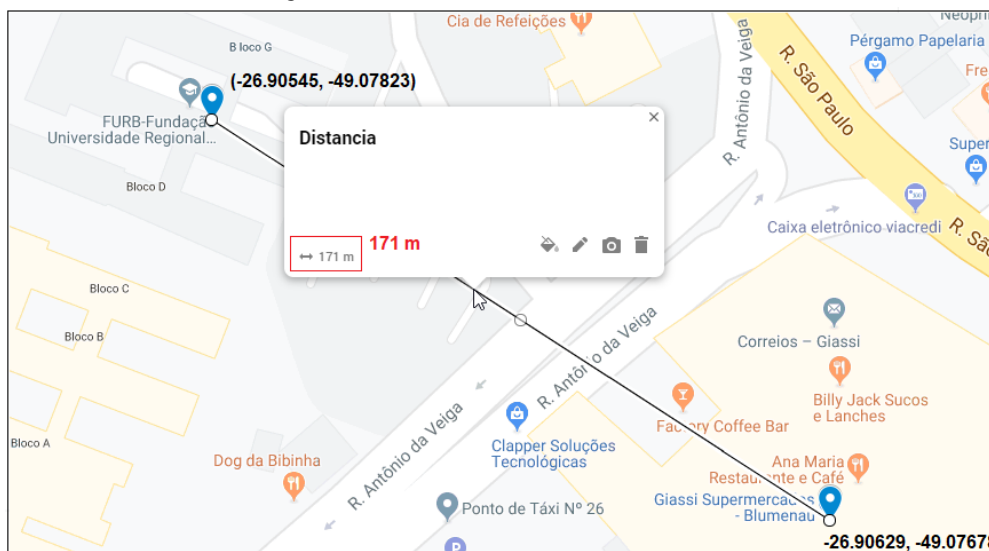 Cia de Refeições
Neopri
B loco G
R. Antônio da Veiga
R. São Paulo
Pérgamo Papelaria
Fre
(-26.90545, -49.07823)
FURB-Fundaçã
Universidade Regional...
Distancia
Super
Bloco D
Caixa eletrônico viacredi
R. Sã
171 m
171 m
Bloco C
Bloco B
R. Antônio da Veiga
Correios – Giassi
Billy Jack Sucos
e Lanches
Factory Coffee Bar
Bloco A
Dog da Bibinha
R. Antônio da Veiga
Clapper Soluções
Tecnológicas
Ana Maria
Restaurante e Café
Giassi Supermercados
- Blumenau
Ponto de Táxi Nº 26
-26.90629, -49.07678